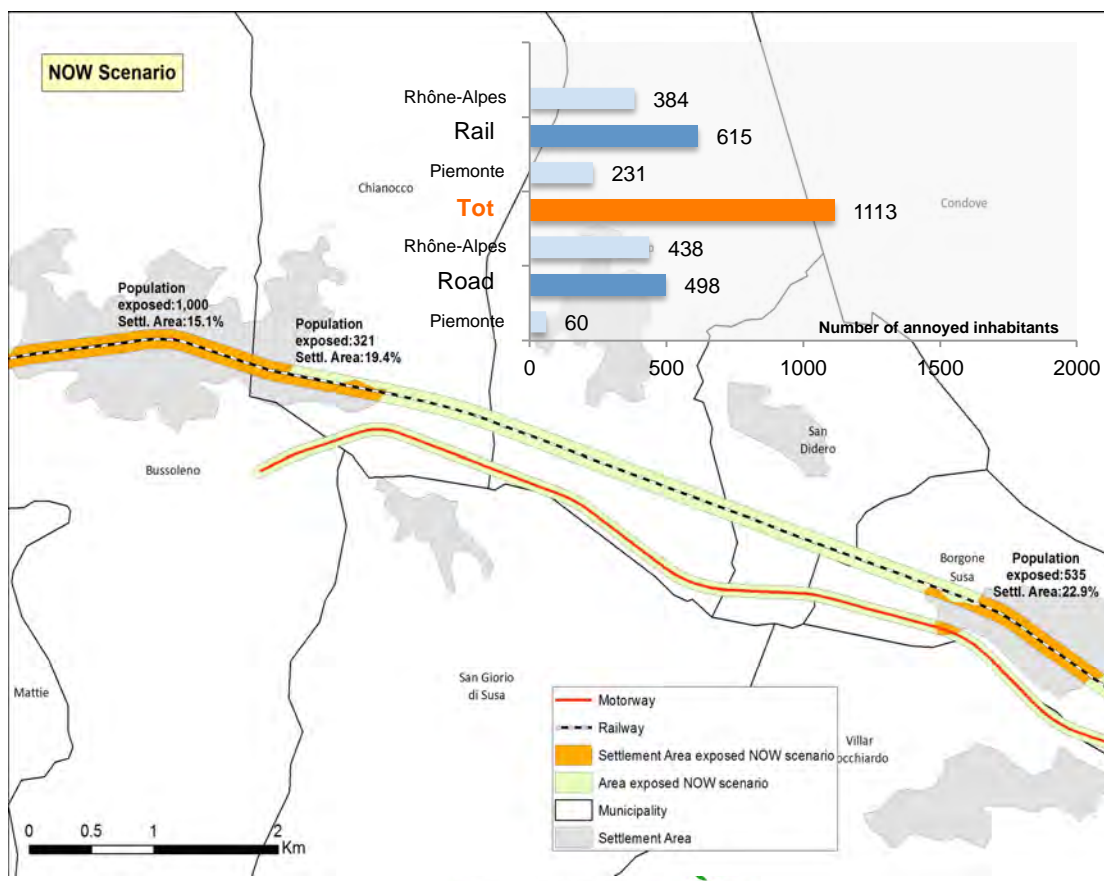 NOW Scenario
Rhône-Alpes
384
Rail
615
Piemonte
231
Tot
1113
Rhône-Alpes
438
Road
498
Piemonte
60
Number of annoyed inhabitants
0 500 1000 1500 2000
Chianocco
Condove
Population
exposed:1,000
Settl. Area:15.1%
Population
exposed:321
Settl. Area:19.4%
Bussoleno
San
Didero
Borgone
Susa
Population
exposed:535
Settl. Area:22.9%
Mattie
San Giorio
di Susa
Villar
occhiardo
Motorway
Railway
Settlement Area exposed NOW scenario
Area exposed NOW scenario
Municipality
Settlement Area
0 0.5 1 2
Km